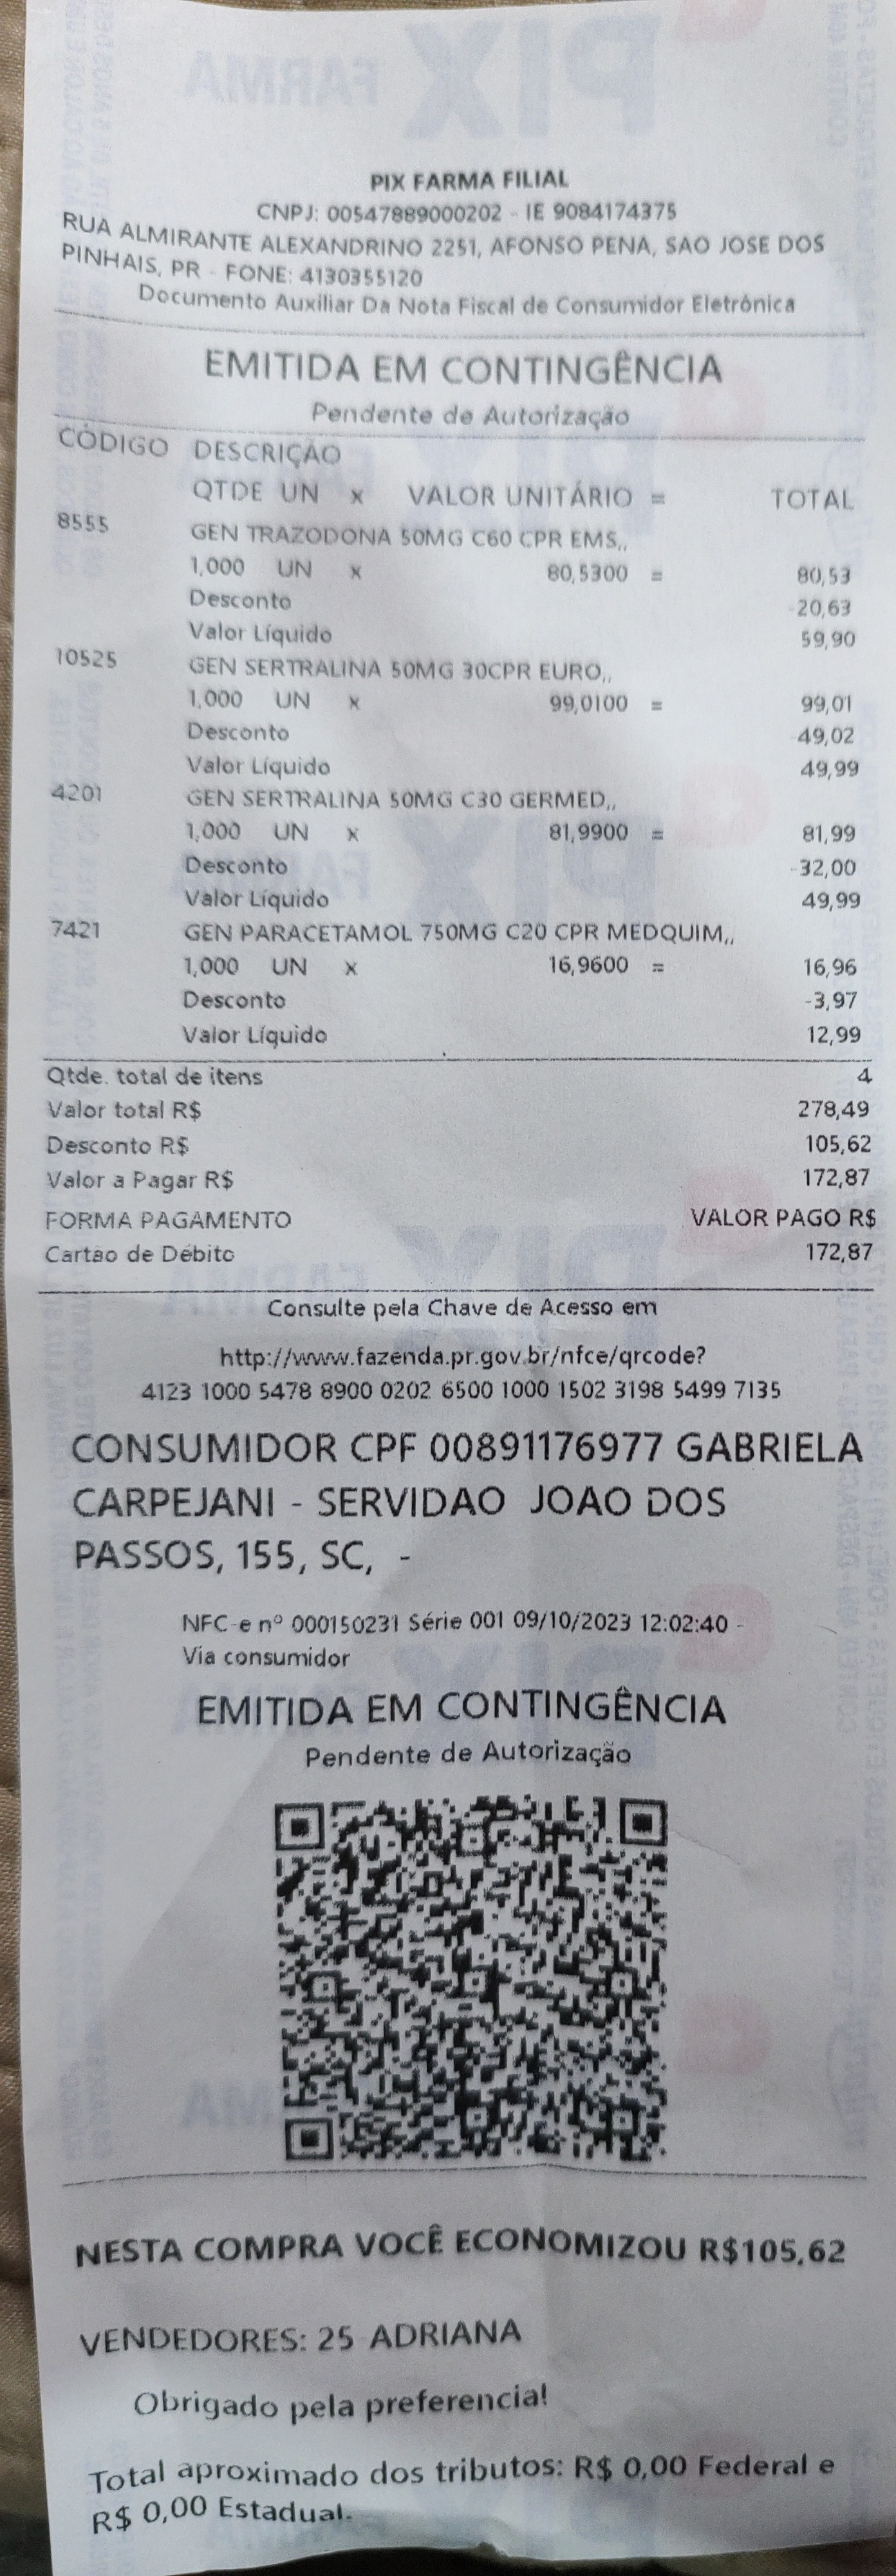 PIX FARMA FILIAL
CNPJ: 00547889000202 - IE 9084174375
RUA ALMIRANTE ALEXANDRINO 2251, AFONSO PENA, SAO JOSE DOS
PINHAIS, PR - FONE: 4130355120
Documento Auxiliar Da Nota Fiscal de Consumidor Eletrônica
EMITIDA EM CONTINGÊNCIA
Pendente de Autorização
CÓDIGO DESCRIÇÃO
QTDE UN x VALOR UNITÁRIO = TOTAL
8555 GEN TRAZODONA 50MG C60 CPR EMS,,
1,000 UN x 80,5300 = 80,53
Desconto -20,63
Valor Líquido 59,90
10525 GEN SERTRALINA 50MG 30CPR EURO,,
1,000 UN x 99,0100 = 99,01
Desconto -49,02
Valor Líquido 49,99
4201 GEN SERTRALINA 50MG C30 GERMED,,
1,000 UN x 81,9900 = 81,99
Desconto -32,00
Valor Líquido 49,99
7421 GEN PARACETAMOL 750MG C20 CPR MEDQUIM,,
1,000 UN x 16,9600 = 16,96
Desconto -3,97
Valor Líquido 12,99
Qtde. total de itens 4
Valor total R$ 278,49
Desconto R$ 105,62
Valor a Pagar R$ 172,87
FORMA PAGAMENTO VALOR PAGO R$
Cartão de Débito 172,87
Consulte pela Chave de Acesso em
http://www.fazenda.pr.gov.br/nfce/qrcode?
4123 1000 5478 8900 0202 6500 1000 1502 3198 5499 7135
CONSUMIDOR CPF 00891176977 GABRIELA
CARPEJANI - SERVIDAO JOAO DOS
PASSOS, 155, SC, -
NFC-e nº 000150231 Série 001 09/10/2023 12:02:40 -
Via consumidor
EMITIDA EM CONTINGÊNCIA
Pendente de Autorização
NESTA COMPRA VOCÊ ECONOMIZOU R$105,62
VENDEDORES: 25 ADRIANA
Obrigado pela preferencia!
Total aproximado dos tributos: R$ 0,00 Federal e
R$ 0,00 Estadual.